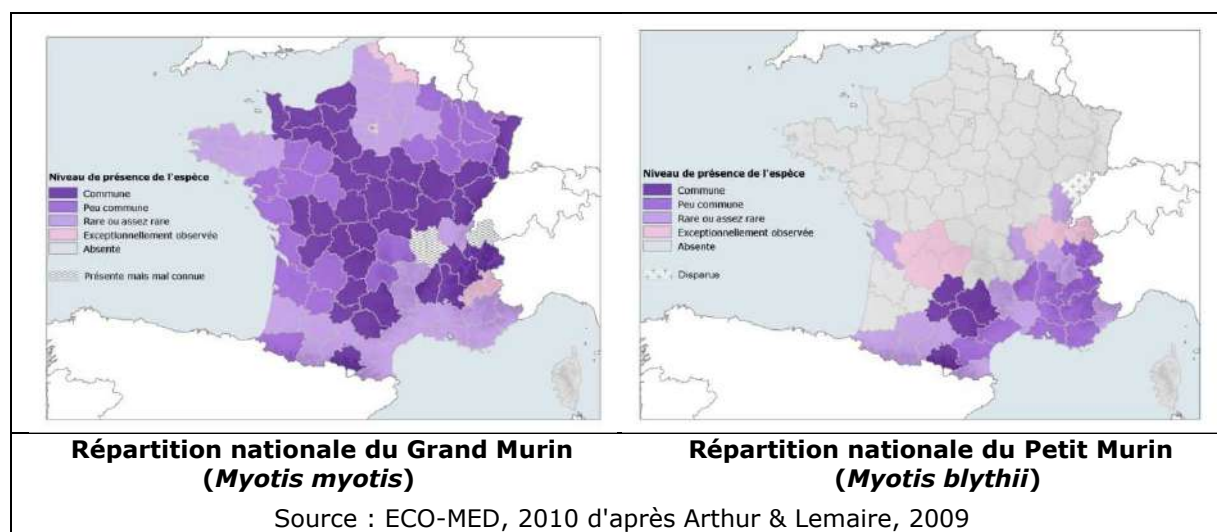 Niveau de présence de l'espèce
Commune
Peu commune
Rare ou assez rare
Exceptionnellement observée
Absente
Présente mais mal connue
Niveau de présence de l'espèce
Commune
Peu commune
Rare ou assez rare
Exceptionnellement observée
Absente
Disparue
Répartition nationale du Grand Murin
(Myotis myotis)
Répartition nationale du Petit Murin
(Myotis blythii)
Source : ECO-MED, 2010 d'après Arthur & Lemaire, 2009